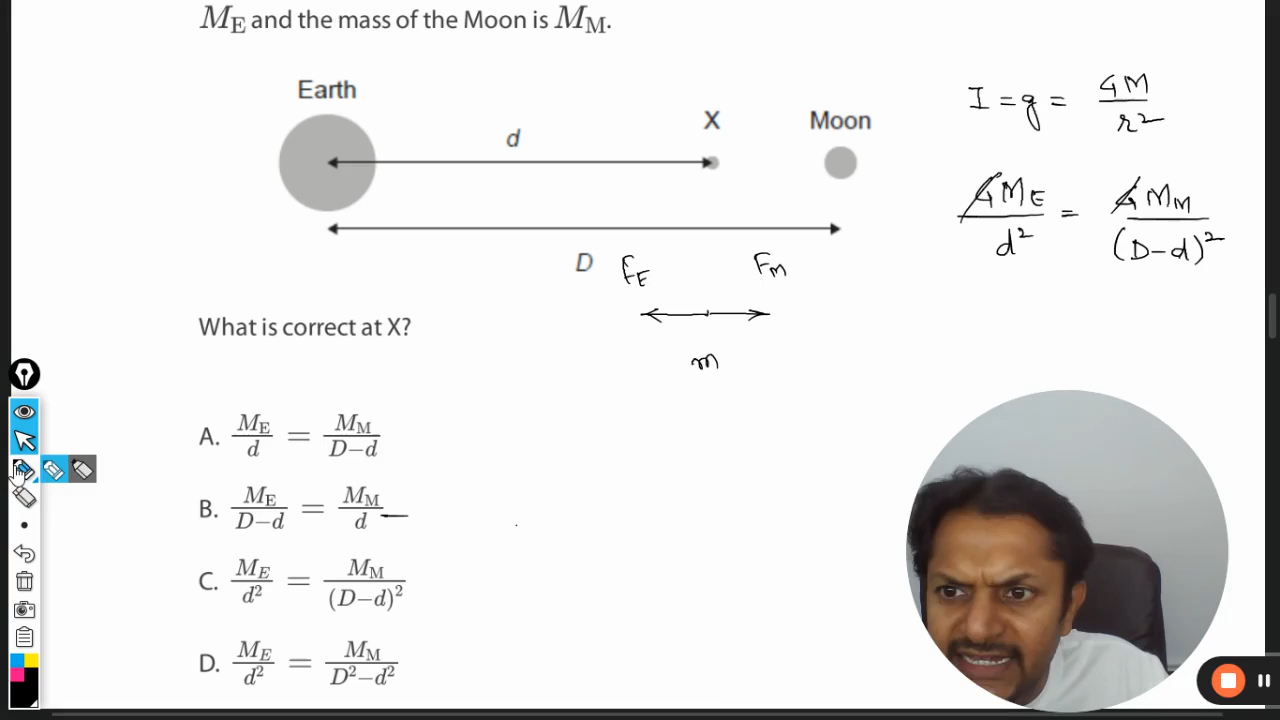 M_E and the mass of the Moon is M_M.
Earth
d
X
Moon
D
F_E
F_M
m
I = g = GM/r²
GM_E/d² = GM_M/(D-d)²
What is correct at X?
A. M_E/d = M_M/D−d
B. M_E/D−d = M_M/d
C. M_E/d² = M_M/(D−d)²
D. M_E/d² = M_M/D²−d²